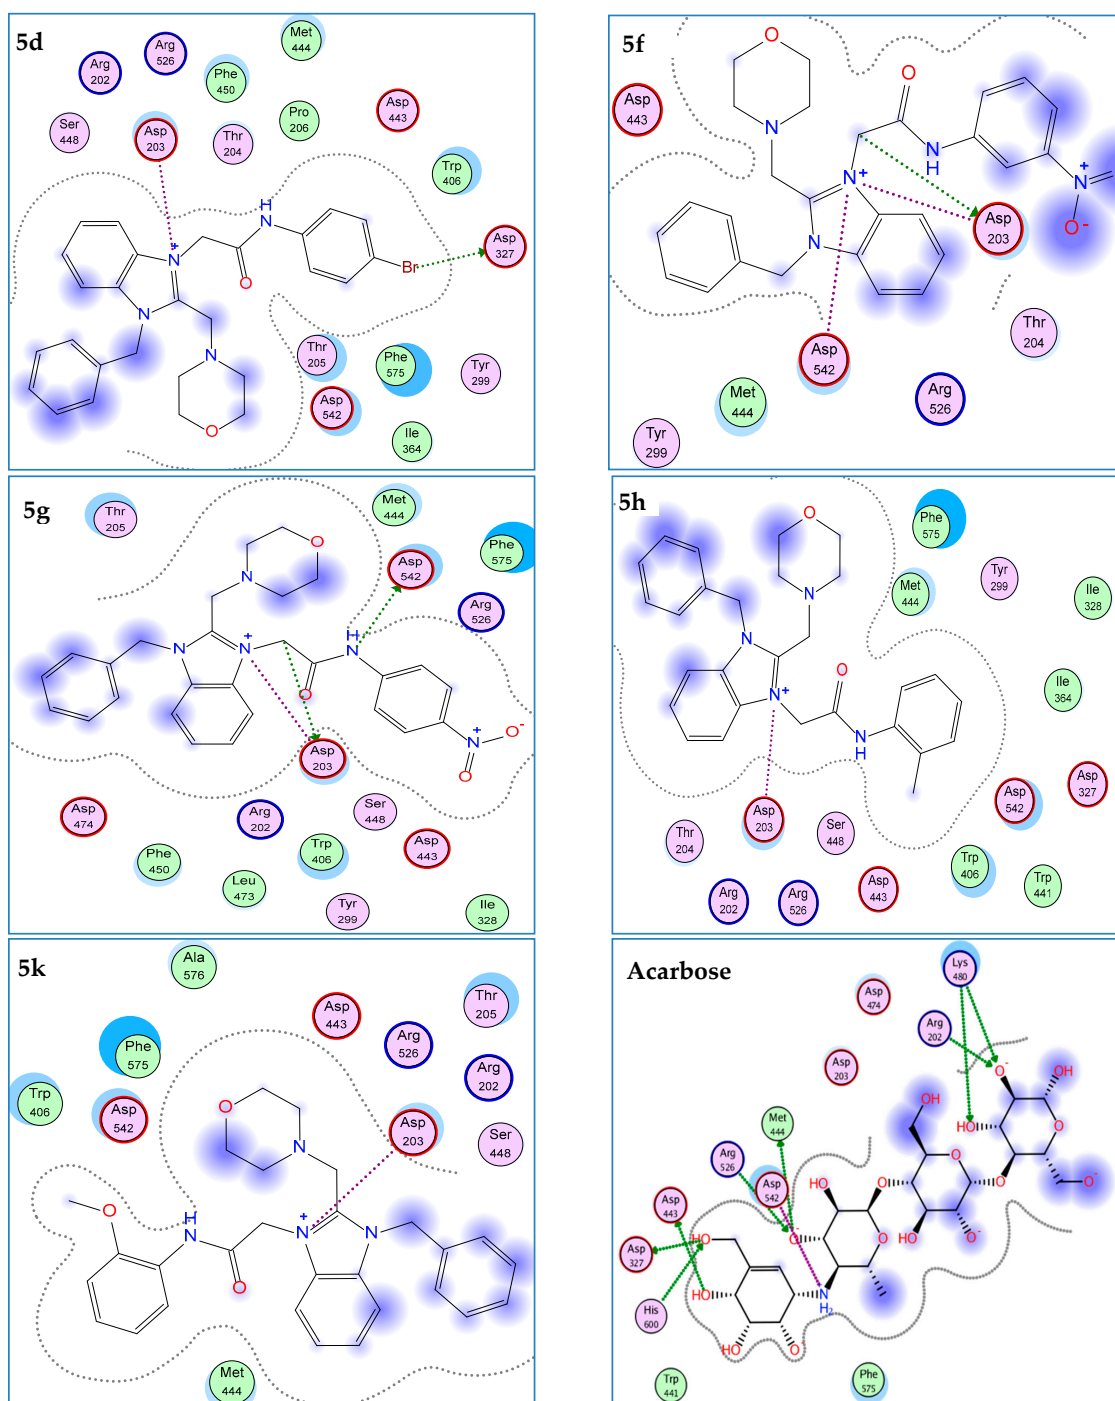 5d
Met
444
Arg
526
Arg
202
Phe
450
Asp
443
Pro
206
Ser
448
Asp
203
Thr
204
Trp
406
H
N
Asp
327
Br
N
+
O
N
N
O
Thr
205
Phe
575
Tyr
299
Asp
542
Ile
364
5f
O
O
Asp
443
N
N
H
N
+
N
+
O
-
Asp
203
N
Thr
204
Asp
542
Met
444
Arg
526
Tyr
299
5g
Thr
205
Met
444
O
Phe
575
Asp
542
N
Arg
526
N
N
+
H
N
O
N
+
O
-
O
Asp
203
Asp
474
Arg
202
Ser
448
Phe
450
Trp
406
Asp
443
Leu
473
Tyr
299
Ile
328
5h
O
Phe
575
Met
444
Tyr
299
Ile
328
N
N
N
+
O
Ile
364
N
H
Asp
327
Asp
542
Asp
203
Ser
448
Thr
204
Trp
406
Trp
441
Arg
202
Arg
526
Asp
443
5k
Ala
576
Asp
443
Thr
205
Phe
575
Arg
526
Arg
202
Trp
406
Asp
542
O
Asp
203
Ser
448
N
O
H
N
N
+
N
O
Met
444
Acarbose
Lys
480
Asp
474
Arg
202
Asp
203
O
-
OH
OH
Met
444
HO
O
Arg
526
Asp
542
HO
O
O
O
O
-
Asp
443
O
-
O
HO
O
-
Asp
327
HO
HO
N
H2
His
600
HO
O
-
Trp
441
Phe
575